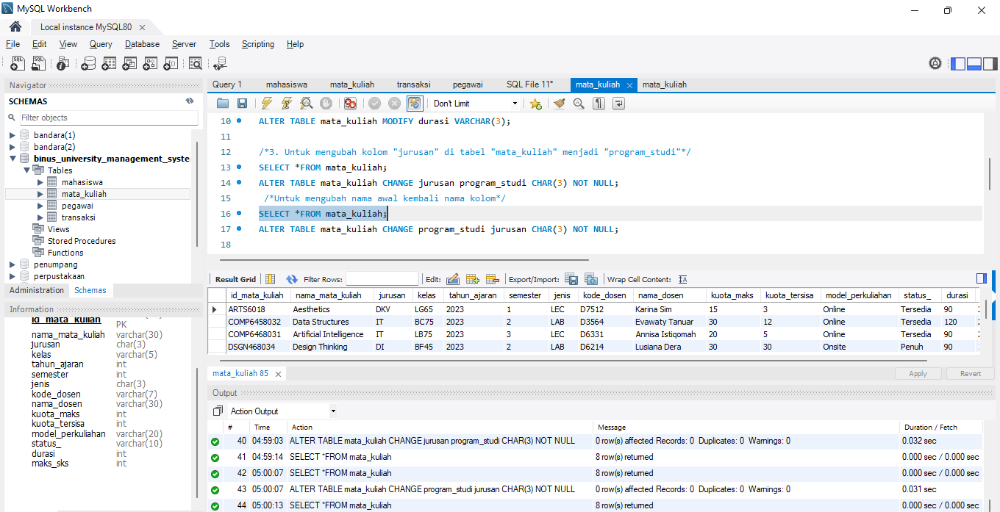 MySQL Workbench
Local instance MySQL80
File Edit View Query Database Server Tools Scripting Help
Navigator
SCHEMAS
Filter objects
bandara(1)
bandara(2)
binus_university_management_syste
Tables
mahasiswa
mata_kuliah
pegawai
transaksi
Views
Stored Procedures
Functions
penumpang
perpustakaan
Administration Schemas
Information
id_mata_kuliah
PK
nama_mata_kuliah varchar(30)
jurusan char(3)
kelas varchar(5)
tahun_ajaran int
semester int
jenis char(3)
kode_dosen varchar(7)
nama_dosen varchar(30)
kuota_maks int
kuota_tersisa int
model_perkuliahan varchar(20)
status_ varchar(10)
durasi int
maks_sks int
Query 1 mahasiswa mata_kuliah transaksi pegawai SQL File 11* mata_kuliah mata_kuliah
Don't Limit
10 ALTER TABLE mata_kuliah MODIFY durasi VARCHAR(3);
11
12 /*3. Untuk mengubah kolom "jurusan" di tabel "mata_kuliah" menjadi "program_studi"*/
13 SELECT *FROM mata_kuliah;
14 ALTER TABLE mata_kuliah CHANGE jurusan program_studi CHAR(3) NOT NULL;
15 /*Untuk mengubah nama awal kembali nama kolom*/
16 SELECT *FROM mata_kuliah;
17 ALTER TABLE mata_kuliah CHANGE program_studi jurusan CHAR(3) NOT NULL;
18
Result Grid Filter Rows: Edit: Export/Import: Wrap Cell Content:
id_mata_kuliah nama_mata_kuliah jurusan kelas tahun_ajaran semester jenis kode_dosen nama_dosen kuota_maks kuota_tersisa model_perkuliahan status_ durasi
ARTS6018 Aesthetics DKV LG65 2023 1 LEC D7512 Karina Sim 15 3 Online Tersedia 90
COMP6458032 Data Structures IT BC75 2023 2 LAB D3564 Evawaty Tanuar 30 12 Online Tersedia 120
COMP6468031 Artificial Intelligence IT LB75 2023 3 LEC D6331 Annisa Istiqomah 20 5 Online Tersedia 90
DSGN468034 Design Thinking DI BF45 2023 2 LAB D6214 Lusiana Dera 30 30 Onsite Penuh 90
mata_kuliah 85
Apply Revert
Output
Action Output
# Time Action Message Duration / Fetch
40 04:59:03 ALTER TABLE mata_kuliah CHANGE jurusan program_studi CHAR(3) NOT NULL 0 row(s) affected Records: 0 Duplicates: 0 Warnings: 0 0.032 sec
41 04:59:14 SELECT *FROM mata_kuliah 8 row(s) returned 0.000 sec / 0.000 sec
42 05:00:07 SELECT *FROM mata_kuliah 8 row(s) returned 0.000 sec / 0.000 sec
43 05:00:07 ALTER TABLE mata_kuliah CHANGE program_studi jurusan CHAR(3) NOT NULL 0 row(s) affected Records: 0 Duplicates: 0 Warnings: 0 0.031 sec
44 05:00:13 SELECT *FROM mata_kuliah 8 row(s) returned 0.000 sec / 0.000 sec